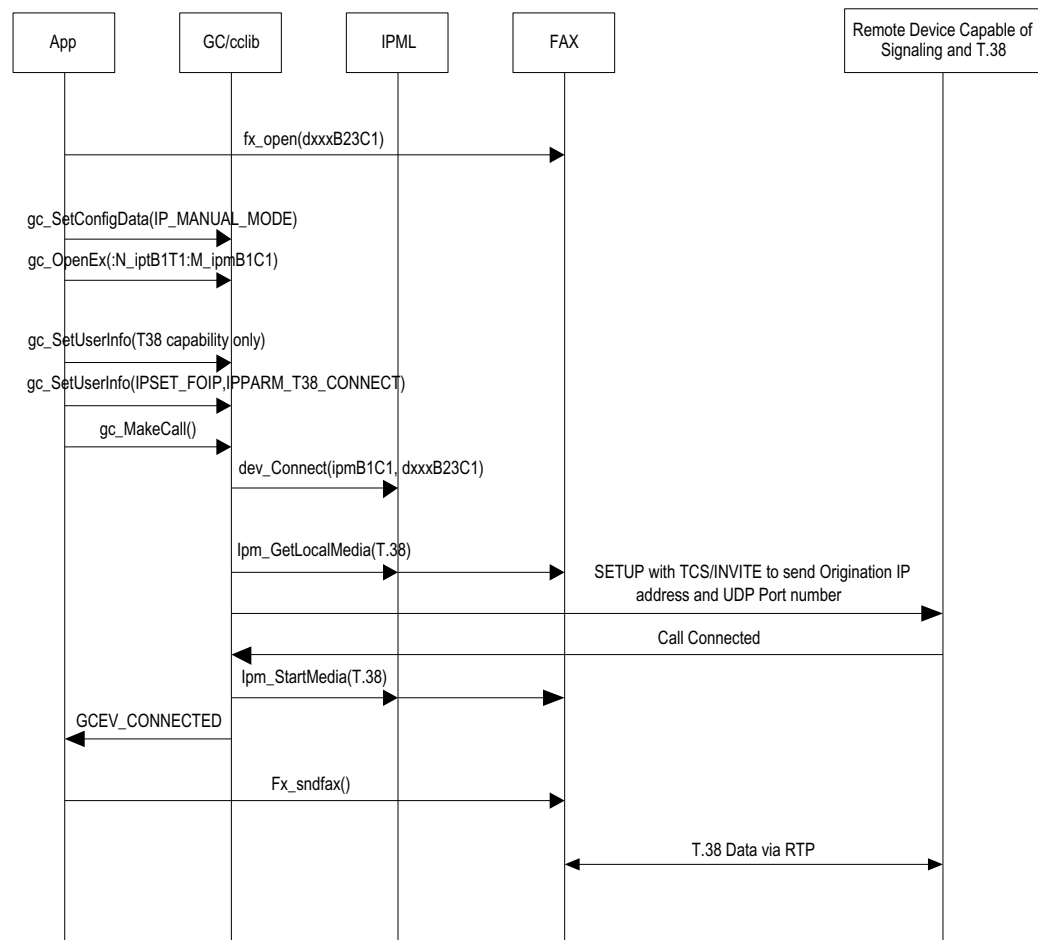 App
GC/cclib
IPML
FAX
Remote Device Capable of
Signaling and T.38
fx_open(dxxxB23C1)
gc_SetConfigData(IP_MANUAL_MODE)
gc_OpenEx(:N_iptB1T1:M_ipmB1C1)
gc_SetUserInfo(T38 capability only)
gc_SetUserInfo(IPSET_FOIP,IPPARM_T38_CONNECT)
gc_MakeCall()
dev_Connect(ipmB1C1, dxxxB23C1)
Ipm_GetLocalMedia(T.38)
SETUP with TCS/INVITE to send Origination IP
address and UDP Port number
Call Connected
Ipm_StartMedia(T.38)
GCEV_CONNECTED
Fx_sndfax()
T.38 Data via RTP